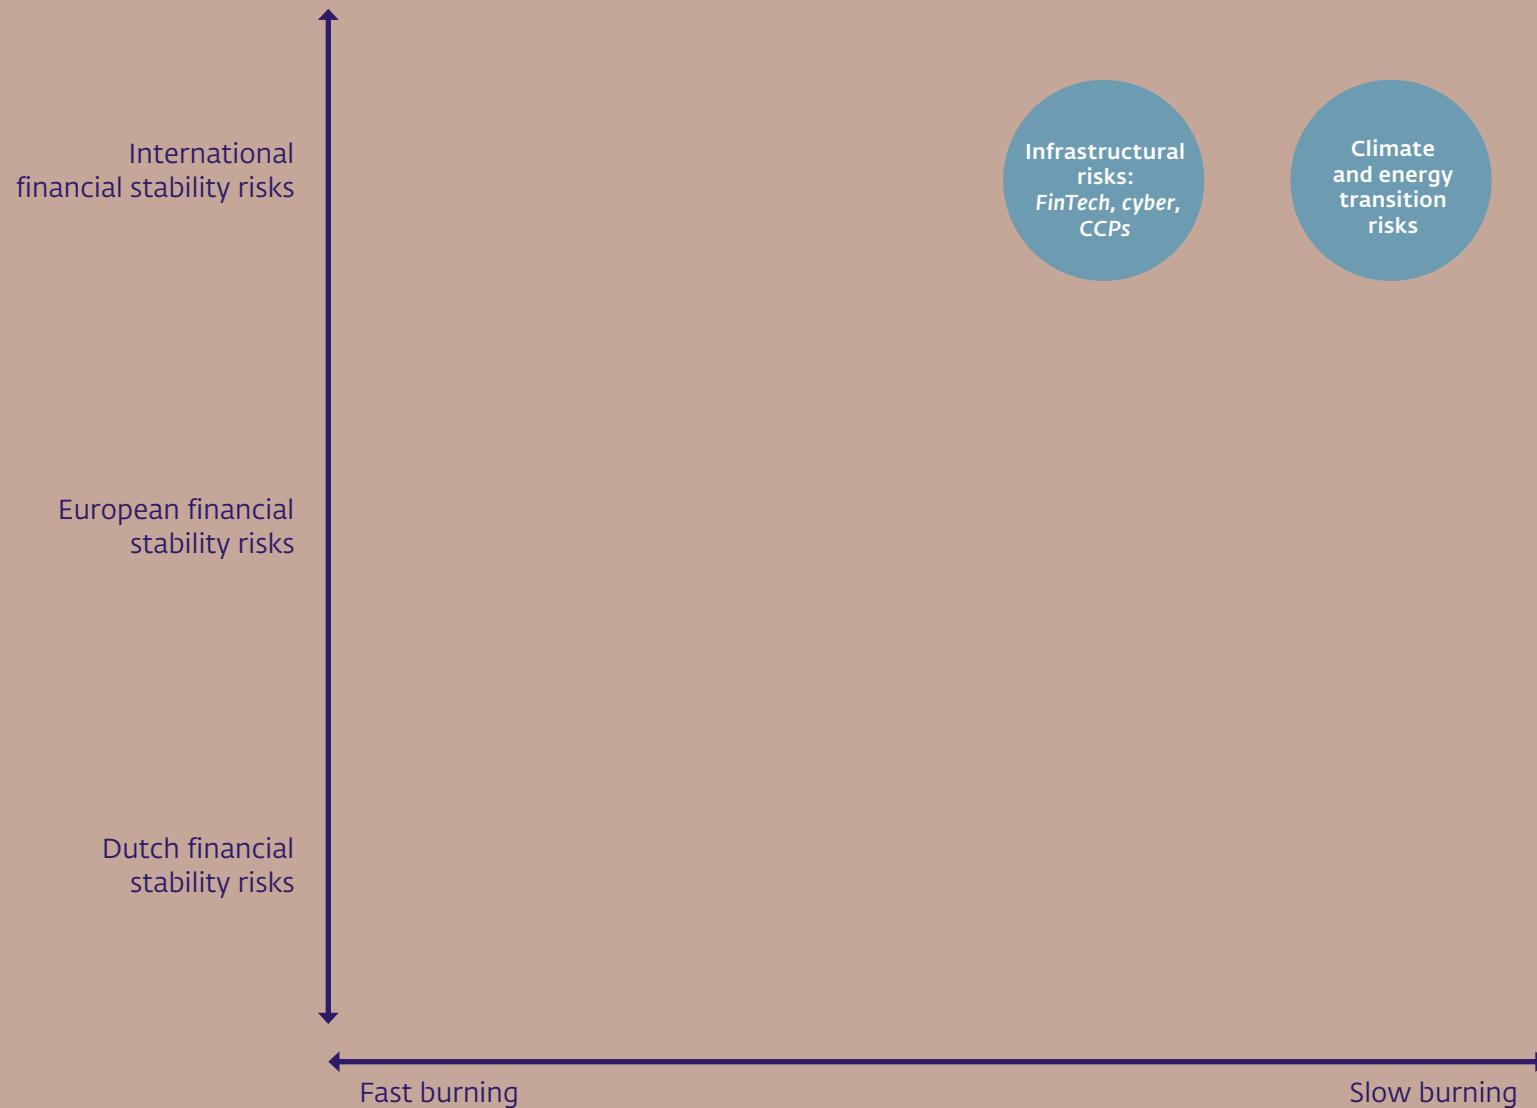 International
financial stability risks
Infrastructural
risks:
FinTech, cyber,
CCPs
Climate
and energy
transition
risks
European financial
stability risks
Dutch financial
stability risks
Fast burning
Slow burning